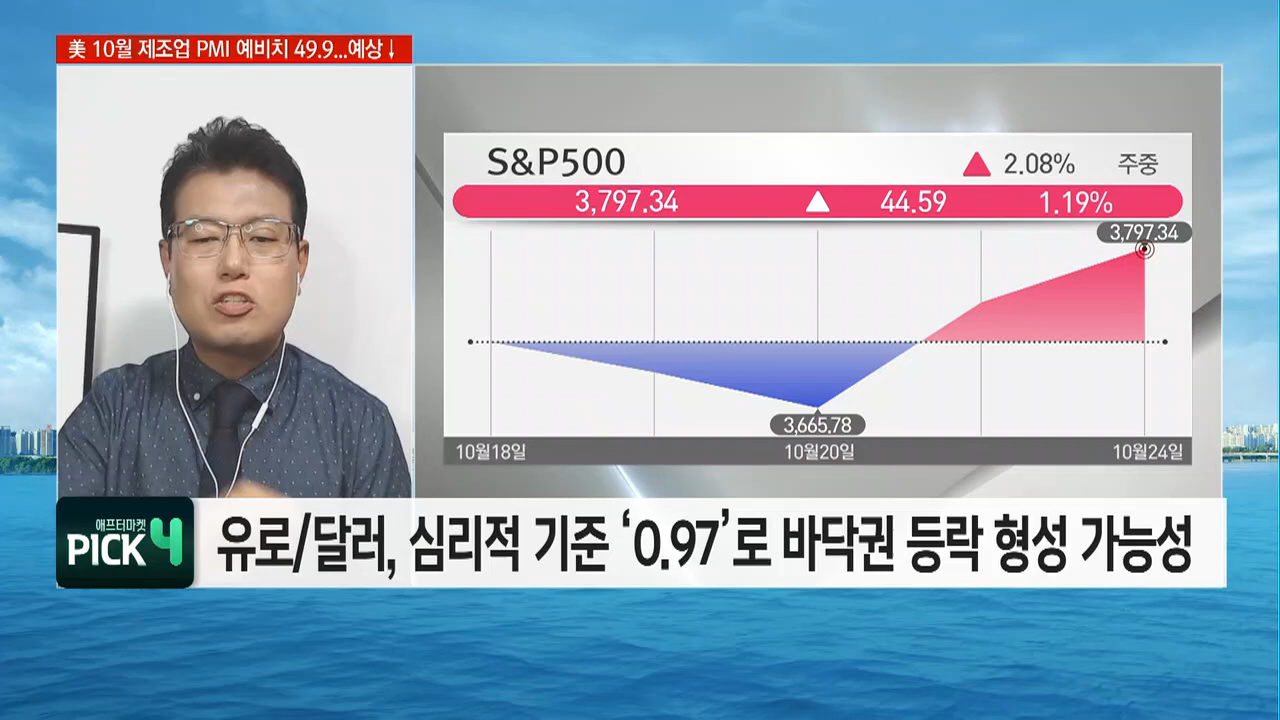 美 10월 제조업 PMI 예비치 49.9...예상↓
S&P500 ▲ 2.08% 주중
3,797.34 ▲ 44.59 1.19%
3,797.34
3,665.78
10월18일 10월20일 10월24일
애프터마켓
PICK 4
유로/달러, 심리적 기준 ‘0.97’로 바닥권 등락 형성 가능성